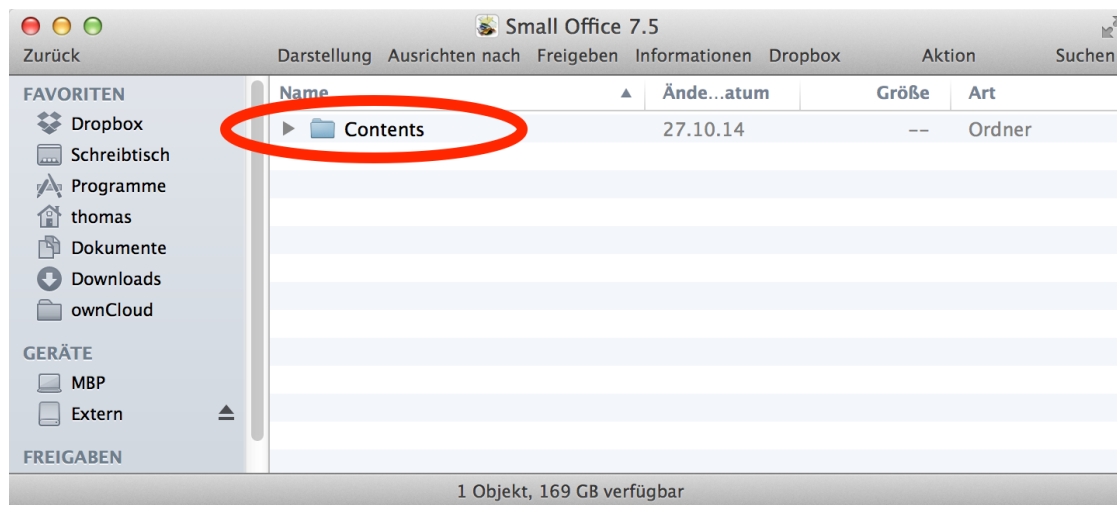 Small Office 7.5
Zurück Darstellung Ausrichten nach Freigeben Informationen Dropbox Aktion Suchen
FAVORITEN
Dropbox
Schreibtisch
Programme
thomas
Dokumente
Downloads
ownCloud
GERÄTE
MBP
Extern
FREIGABEN
Name Ände...atum Größe Art
Contents 27.10.14 -- Ordner
1 Objekt, 169 GB verfügbar